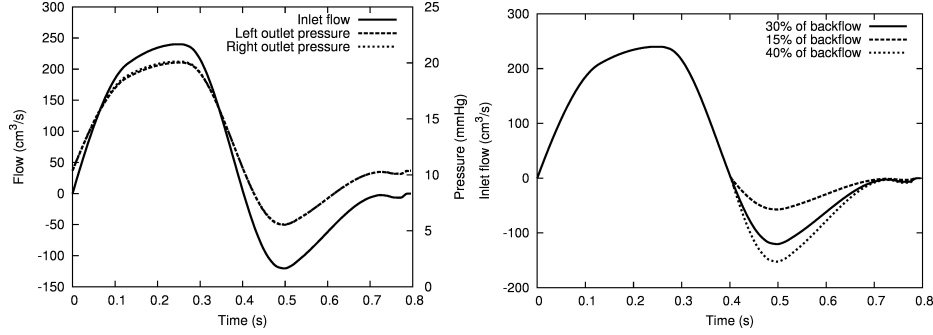 300
250
200
150
100
50
0
-50
-100
-150
Flow (cm³/s)
0 0.1 0.2 0.3 0.4 0.5 0.6 0.7 0.8
Time (s)
25
20
15
10
5
0
Pressure (mmHg)
Inlet flow
Left outlet pressure
Right outlet pressure
300
200
100
0
-100
-200
Inlet flow (cm³/s)
0 0.1 0.2 0.3 0.4 0.5 0.6 0.7 0.8
Time (s)
30% of backflow
15% of backflow
40% of backflow